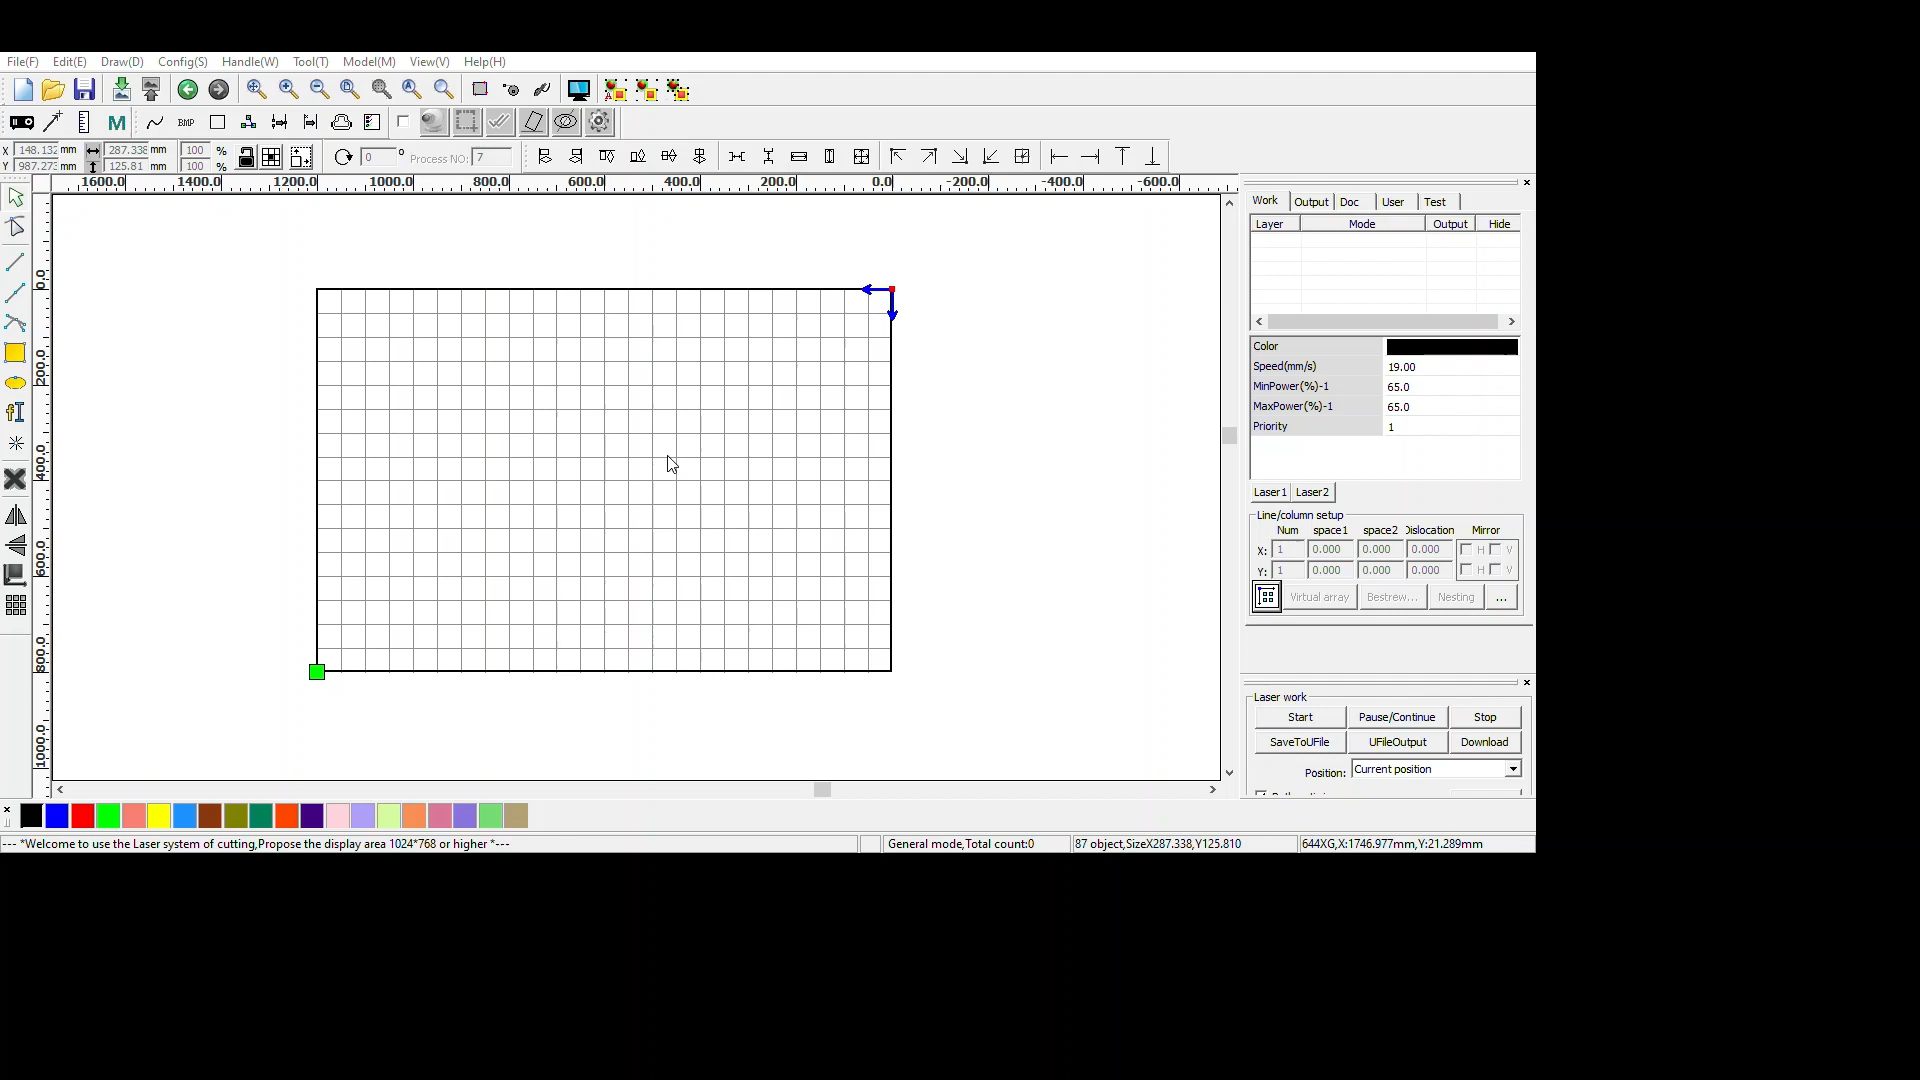 File(F) Edit(E) Draw(D) Config(S) Handle(W) Tool(T) Model(M) View(V) Help(H)
M BMP
X 148.132 mm 287.338 mm 100 %
Y 987.273 mm 125.81 mm 100 %
0 ° Process NO: 7
1600.0 1400.0 1200.0 1000.0 800.0 600.0 400.0 200.0 0.0 -200.0 -400.0 -600.0
0.0
200.0
400.0
600.0
800.0
1000.0
Work Output Doc User Test
Layer Mode Output Hide
Color
Speed(mm/s) 19.00
MinPower(%)-1 65.0
MaxPower(%)-1 65.0
Priority 1
Laser1 Laser2
Line/column setup
Num space1 space2 Dislocation Mirror
X: 1 0.000 0.000 0.000 H V
Y: 1 0.000 0.000 0.000 H V
Virtual array Bestrew... Nesting ...
Laser work
Start Pause/Continue Stop
SaveToUFile UFileOutput Download
Position: Current position
--- *Welcome to use the Laser system of cutting,Propose the display area 1024*768 or higher *---
General mode,Total count:0
87 object,SizeX287.338,Y125.810
644XG,X:1746.977mm,Y:21.289mm